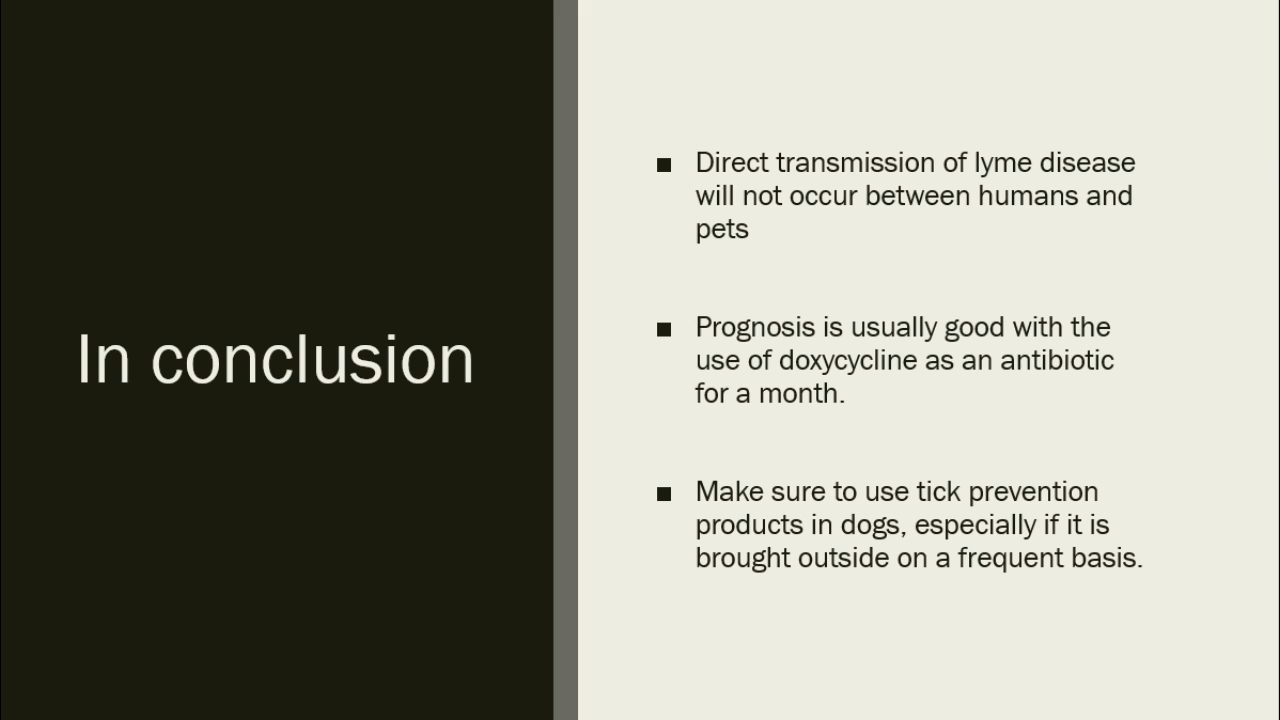 In conclusion
■ Direct transmission of lyme disease
will not occur between humans and
pets
■ Prognosis is usually good with the
use of doxycycline as an antibiotic
for a month.
■ Make sure to use tick prevention
products in dogs, especially if it is
brought outside on a frequent basis.